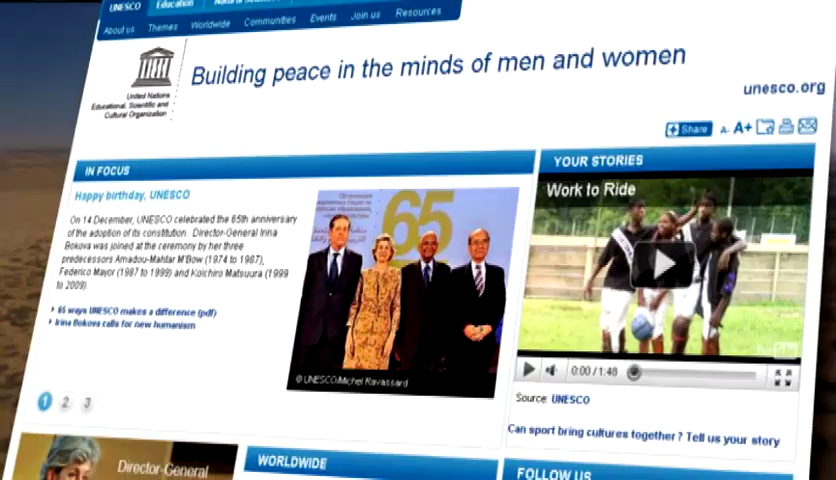 UNESCO Education
About us Themes Worldwide Communities Events Join us Resources
United Nations
Educational, Scientific and
Cultural Organization
Building peace in the minds of men and women
unesco.org
Share A- A+
IN FOCUS
Happy birthday, UNESCO
On 14 December, UNESCO celebrated the 65th anniversary
of the adoption of its constitution Director-General Irina
Bokova was joined at the ceremony by her three
predecessors Amadou-Mahtar M'Bow (1974 to 1987),
Federico Mayor (1987 to 1999) and Koichiro Matsuura (1999
to 2009).
65 ways UNESCO makes a difference (pdf)
Irina Bokova calls for new humanism
65
© UNESCO/Michel Ravassard
1 2 3
YOUR STORIES
Work to Ride
0:00 / 1:48
Source: UNESCO
Can sport bring cultures together? Tell us your story
Director-General
WORLDWIDE
FOLLOW US